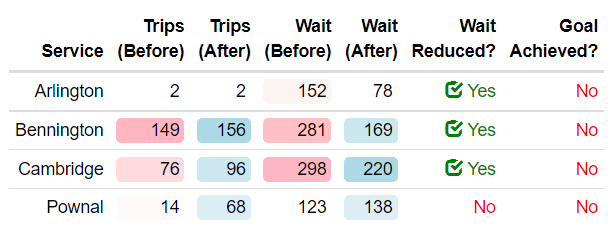 Trips Trips Wait Wait Wait Goal
Service (Before) (After) (Before) (After) Reduced? Achieved?
Arlington 2 2 152 78 Yes No
Bennington 149 156 281 169 Yes No
Cambridge 76 96 298 220 Yes No
Pownal 14 68 123 138 No No